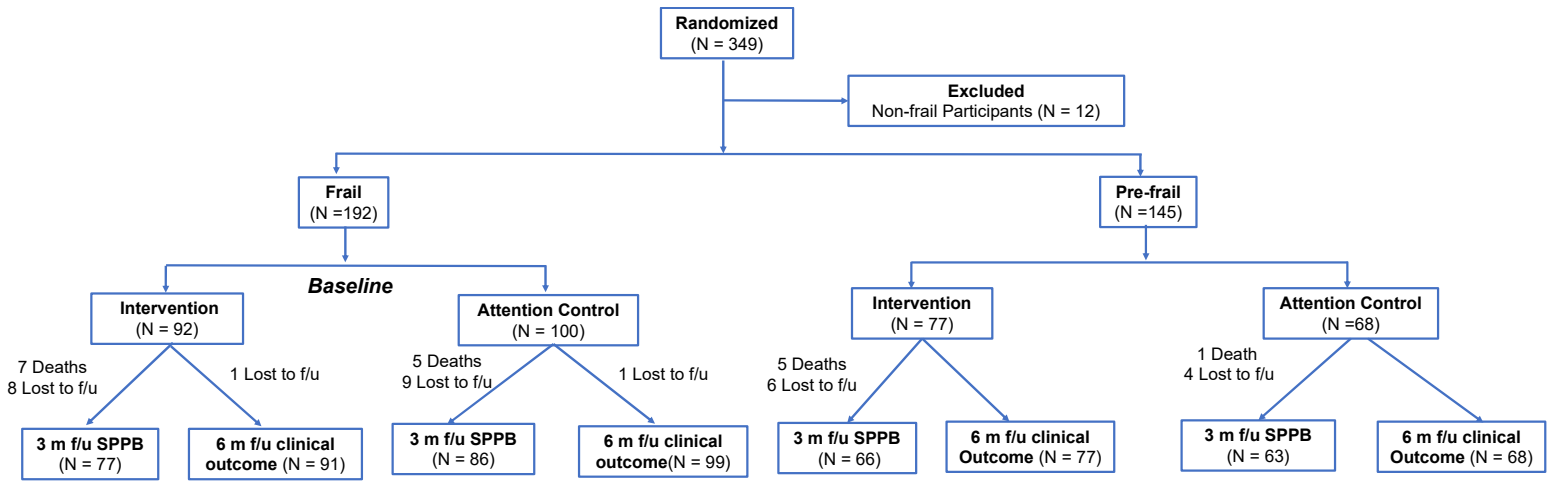 Randomized
(N = 349)
Excluded
Non-frail Participants (N = 12)
Frail
(N =192)
Pre-frail
(N =145)
Baseline
Intervention
(N = 92)
Attention Control
(N = 100)
Intervention
(N = 77)
Attention Control
(N =68)
7 Deaths
8 Lost to f/u
1 Lost to f/u
5 Deaths
9 Lost to f/u
1 Lost to f/u
5 Deaths
6 Lost to f/u
1 Death
4 Lost to f/u
3 m f/u SPPB
(N = 77)
6 m f/u clinical
outcome (N = 91)
3 m f/u SPPB
(N = 86)
6 m f/u clinical
outcome(N = 99)
3 m f/u SPPB
(N = 66)
6 m f/u clinical
Outcome (N = 77)
3 m f/u SPPB
(N = 63)
6 m f/u clinical
Outcome (N = 68)